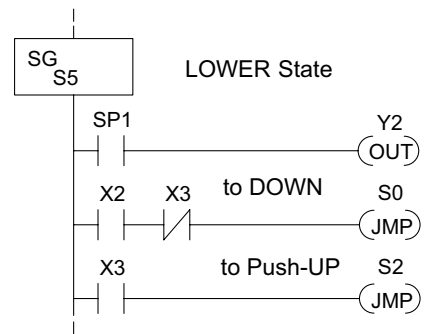 SG
S5
LOWER State
SP1
Y2
OUT
X2 X3 to DOWN S0
JMP
X3 to Push-UP S2
JMP